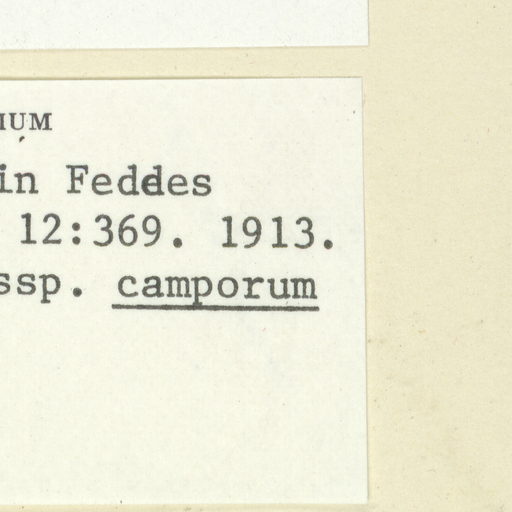 IUM
in Feddes
12:369. 1913.
ssp. camporum